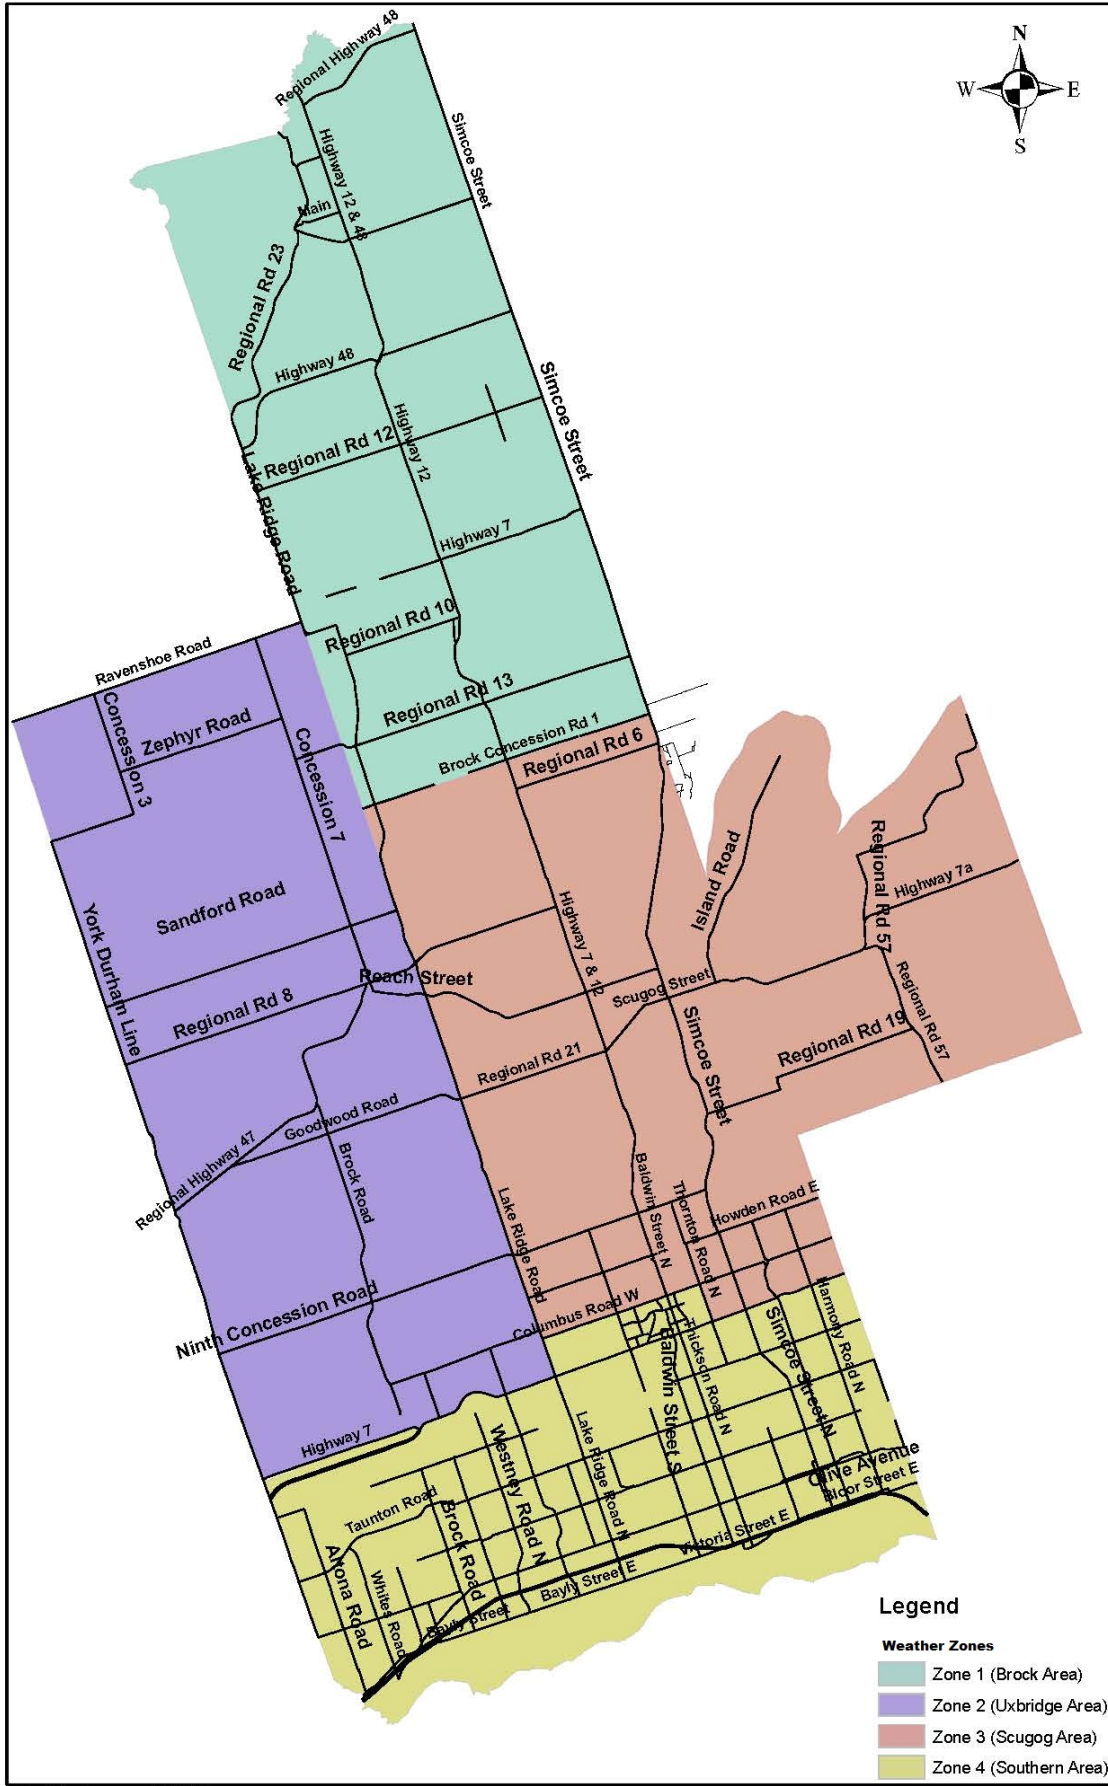 N
W E
S
Regional Highway 48
Simcoe Street
Highway 12 & 48
Main
Regional Rd 23
Highway 48
Simcoe Street
Highway 12
Regional Rd 12
Lake Ridge Road
Highway 7
Regional Rd 10
Ravenshoe Road
Regional Rd 13
Concession 3
Zephyr Road
Concession 7
Brock Concession Rd 1
Regional Rd 6
Island Road
Regional Rd 57
Highway 7a
Sandford Road
York Durham Line
Highway 7 & 12
Reach Street
Scugog Street
Regional Rd 57
Regional Rd 8
Simcoe Street
Regional Rd 19
Regional Rd 21
Goodwood Road
Regional Highway 47
Brock Road
Baldwin Street N
Thornton Road N
Howden Road E
Lake Ridge Road
Ninth Concession Road
Columbus Road W
Harmony Road N
Simcoe Street N
Thickson Road N
Baldwin Street S
Highway 7
Westney Road N
Lake Ridge Road N
Olive Avenue
Bloor Street E
Taunton Road
Brock Road
Victoria Street E
Altona Road
Whites Road
Bayly Street E
Bayly Street
Legend
Weather Zones
Zone 1 (Brock Area)
Zone 2 (Uxbridge Area)
Zone 3 (Scugog Area)
Zone 4 (Southern Area)